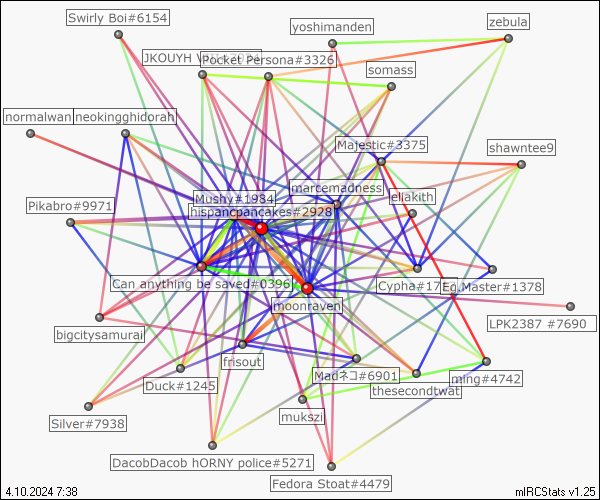 Swirly Boi#6154
yoshimanden
zebula
JKOUYH
Pocket Persona#3326
somass
normalwan
neokingghidorah
Majestic#3375
shawntee9
marcemadness
Mushy#1984
eliakith
Pikabro#9971
hispancpancakes#2928
Can anything be saved#0396
Cypha#17
Eg.Master#1378
moonraven
LPK2387 #7690
bigcitysamurai
frisout
Duck#1245
Madネコ#6901
ming#4742
thesecondtwat
Silver#7938
mukszi
DacobDacob hORNY police#5271
Fedora Stoat#4479
4.10.2024 7:38
mIRCStats v1.25